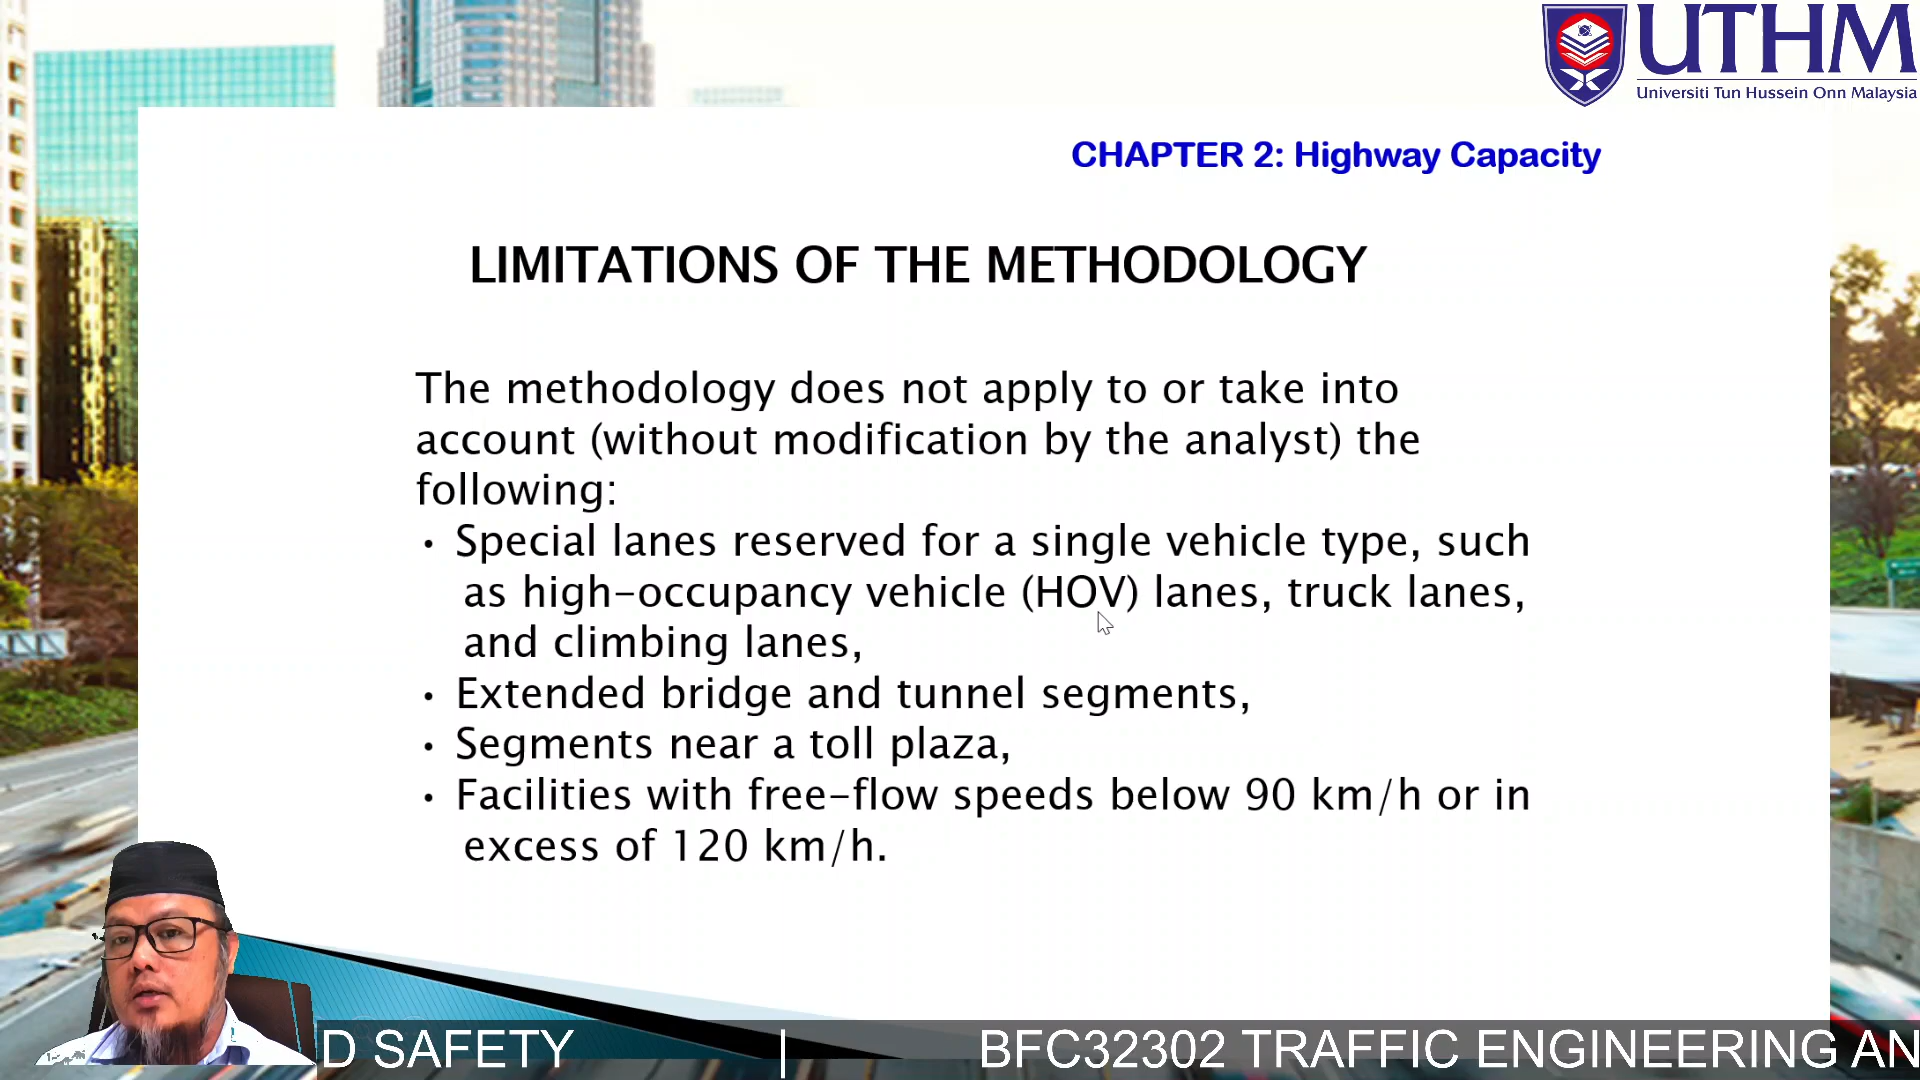 UTHM
Universiti Tun Hussein Onn Malaysia
CHAPTER 2: Highway Capacity
LIMITATIONS OF THE METHODOLOGY
The methodology does not apply to or take into
account (without modification by the analyst) the
following:
• Special lanes reserved for a single vehicle type, such
as high-occupancy vehicle (HOV) lanes, truck lanes,
and climbing lanes,
• Extended bridge and tunnel segments,
• Segments near a toll plaza,
• Facilities with free-flow speeds below 90 km/h or in
excess of 120 km/h.
D SAFETY | BFC32302 TRAFFIC ENGINEERING AN